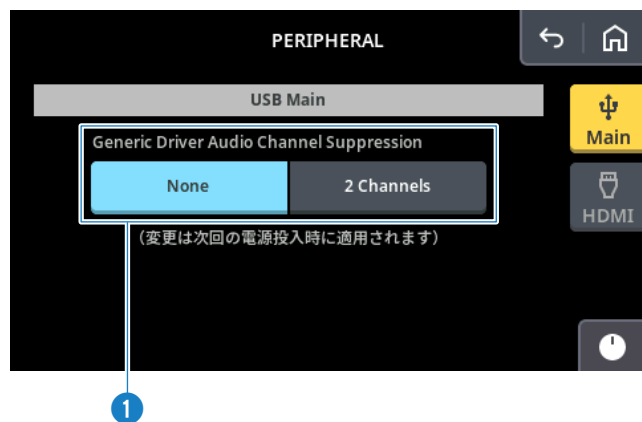 PERIPHERAL
USB Main
Main
Generic Driver Audio Channel Suppression
None
2 Channels
HDMI
(変更は次回の電源投入時に適用されます)
1